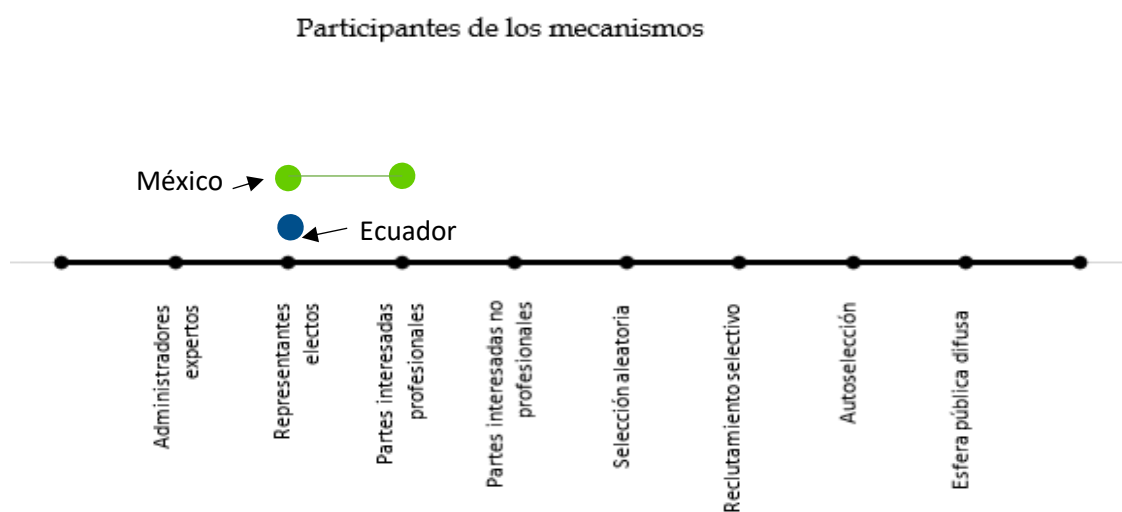 Participantes de los mecanismos
México
Ecuador
Administradores
expertos
Representantes
electos
Partes interesadas
profesionales
Partes interesadas no
profesionales
Selección aleatoria
Reclutamiento selectivo
Autoselección
Esfera pública difusa